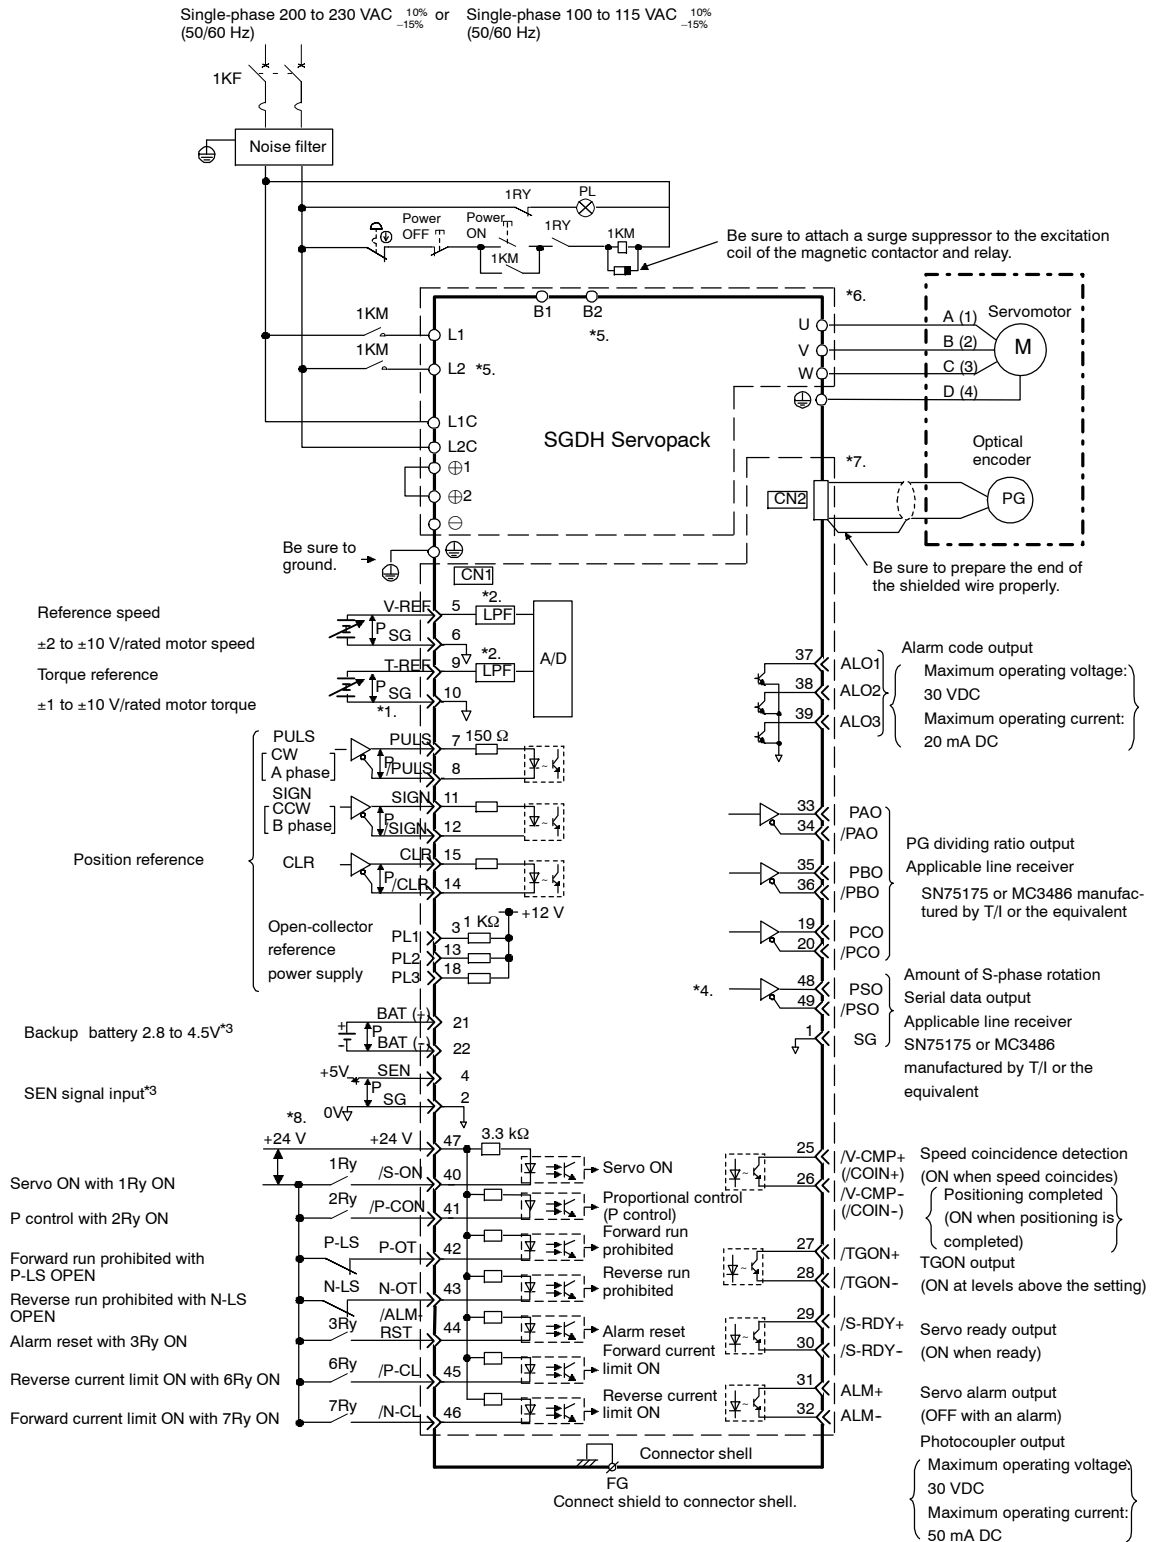 Single-phase 200 to 230 VAC 10% −15% or Single-phase 100 to 115 VAC 10% −15%
(50/60 Hz) (50/60 Hz)
1KF
Noise filter
1RY PL
Power OFF
Power ON
1RY
1KM
1KM
Be sure to attach a surge suppressor to the excitation
coil of the magnetic contactor and relay.
B1 B2
*5.
*6.
1KM
L1
1KM
L2 *5.
L1C
L2C
⊕1
⊕2
⊖
SGDH Servopack
U
V
W
A (1)
B (2)
C (3)
D (4)
Servomotor
M
*7.
Optical
encoder
CN2
PG
Be sure to prepare the end of
the shielded wire properly.
Be sure to
ground.
CN1
Reference speed
±2 to ±10 V/rated motor speed
V-REF 5 *2. LPF
P
SG 6
Torque reference
±1 to ±10 V/rated motor torque
T-REF 9 *2. LPF
P
SG 10
*1.
A/D
Position reference
PULS
CW
A phase
PULS 7 150 Ω
P
/PULS 8
SIGN
CCW
B phase
SIGN 11
P
/SIGN 12
CLR
CLR 15
P
/CLR 14
Open-collector
reference
power supply
+12 V
PL1 3 1 KΩ
PL2 13
PL3 18
Backup battery 2.8 to 4.5V*3
+
-
BAT (+) 21
P
BAT (-) 22
SEN signal input*3
+5V SEN 4
P
0V SG 2
*8.
+24 V +24 V 47 3.3 kΩ
Servo ON with 1Ry ON 1Ry /S-ON 40 Servo ON
P control with 2Ry ON 2Ry /P-CON 41 Proportional control
(P control)
Forward run prohibited with
P-LS OPEN
P-LS P-OT 42 Forward run
prohibited
Reverse run prohibited with N-LS
OPEN
N-LS N-OT 43 Reverse run
prohibited
Alarm reset with 3Ry ON 3Ry /ALM-
RST 44 Alarm reset
Reverse current limit ON with 6Ry ON 6Ry /P-CL 45 Forward current
limit ON
Forward current limit ON with 7Ry ON 7Ry /N-CL 46 Reverse current
limit ON
Alarm code output
37 ALO1
38 ALO2
39 ALO3
Maximum operating voltage:
30 VDC
Maximum operating current:
20 mA DC
33 PAO
34 /PAO
35 PBO
36 /PBO
19 PCO
20 /PCO
PG dividing ratio output
Applicable line receiver
SN75175 or MC3486 manufac-
tured by T/I or the equivalent
*4.
48 PSO
49 /PSO
1 SG
Amount of S-phase rotation
Serial data output
Applicable line receiver
SN75175 or MC3486
manufactured by T/I or the
equivalent
25 /V-CMP+
(/COIN+)
26 /V-CMP-
(/COIN-)
Speed coincidence detection
(ON when speed coincides)
Positioning completed
(ON when positioning is
completed)
27 /TGON+
28 /TGON-
TGON output
(ON at levels above the setting)
29 /S-RDY+
30 /S-RDY-
Servo ready output
(ON when ready)
31 ALM+
32 ALM-
Servo alarm output
(OFF with an alarm)
Photocoupler output
Maximum operating voltage:
30 VDC
Maximum operating current:
50 mA DC
Connector shell
FG
Connect shield to connector shell.